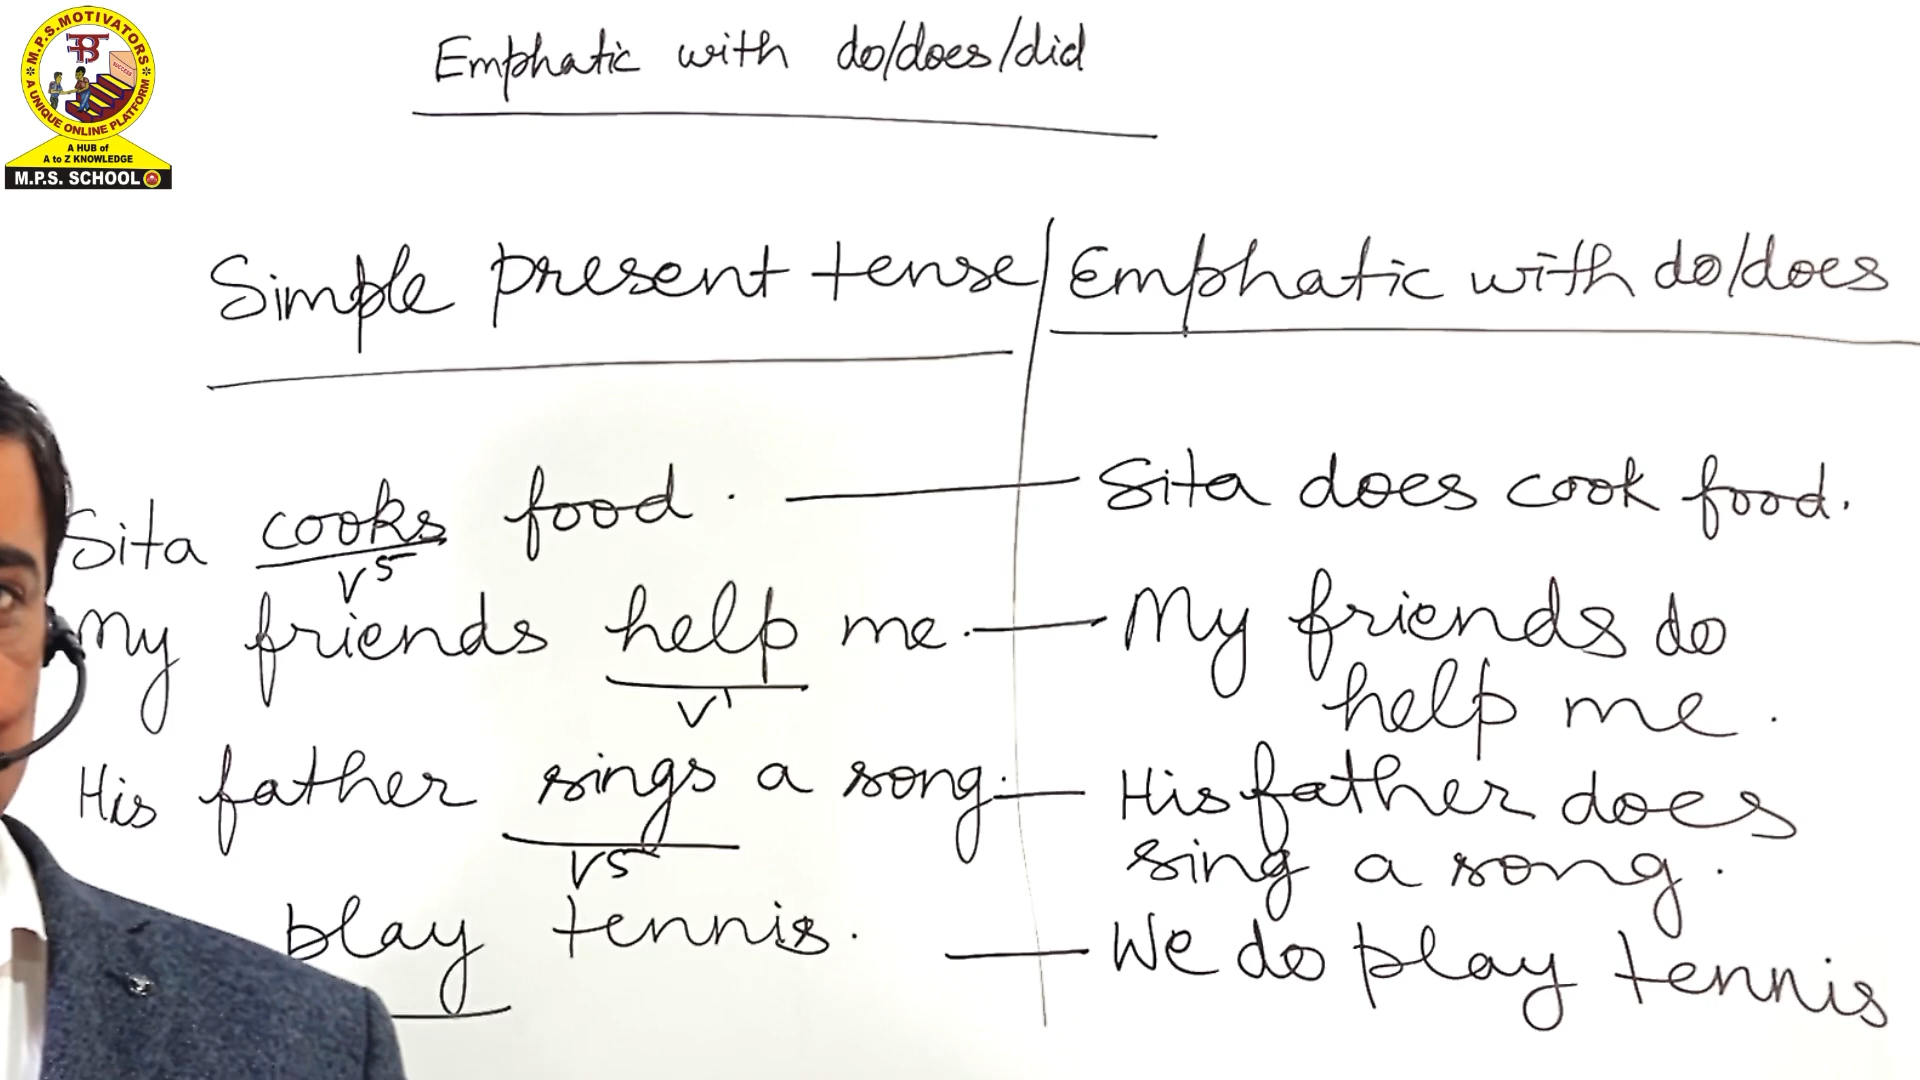 M.P.S. MOTIVATORS
A UNIQUE ONLINE PLATFORM
SUCCESS
A HUB of
A to Z KNOWLEDGE
M.P.S. SCHOOL
Emphatic with do/does/did
Simple present tense
Emphatic with do/does
Sita cooks food.
V5
Sita does cook food.
My friends help me.
V1
My friends do
help me.
His father sings a song.
V5
His father does
sing a song.
play tennis.
We do play tennis